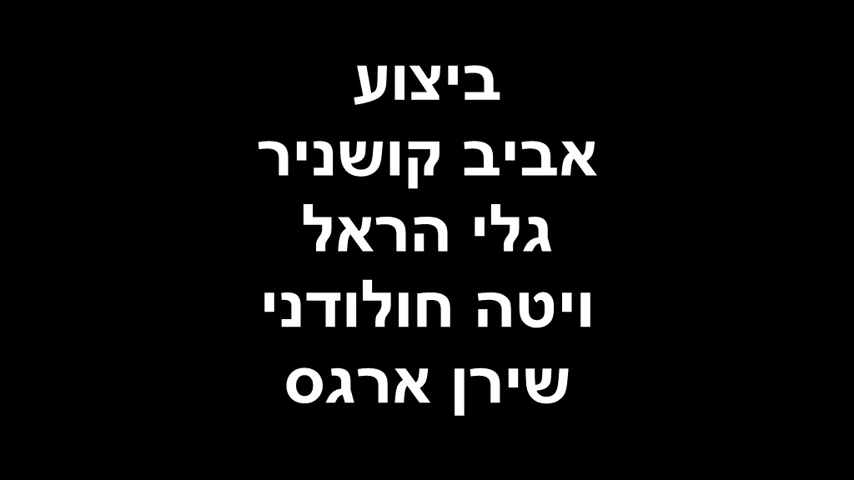 ביצוע
אביב קושניר
גלי הראל
ויטה חולודני
שירן ארגס